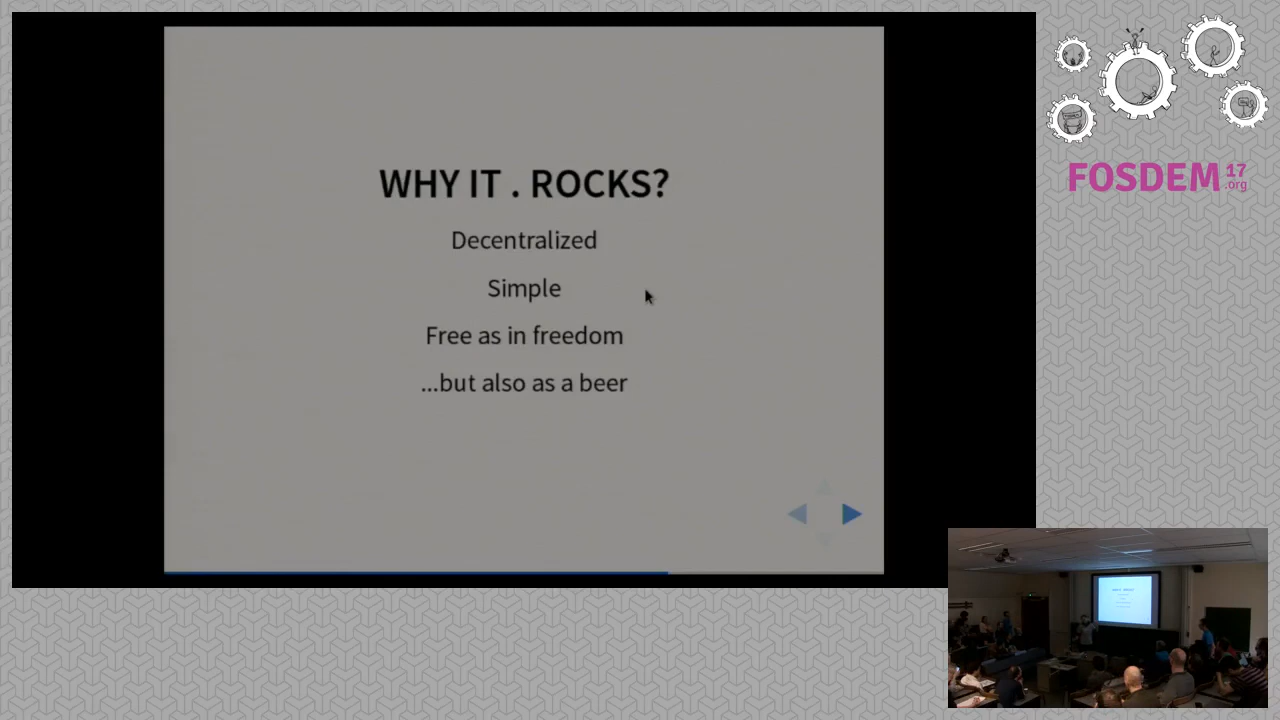 WHY IT . ROCKS?
Decentralized
Simple
Free as in freedom
...but also as a beer
FOSDEM 17
.org